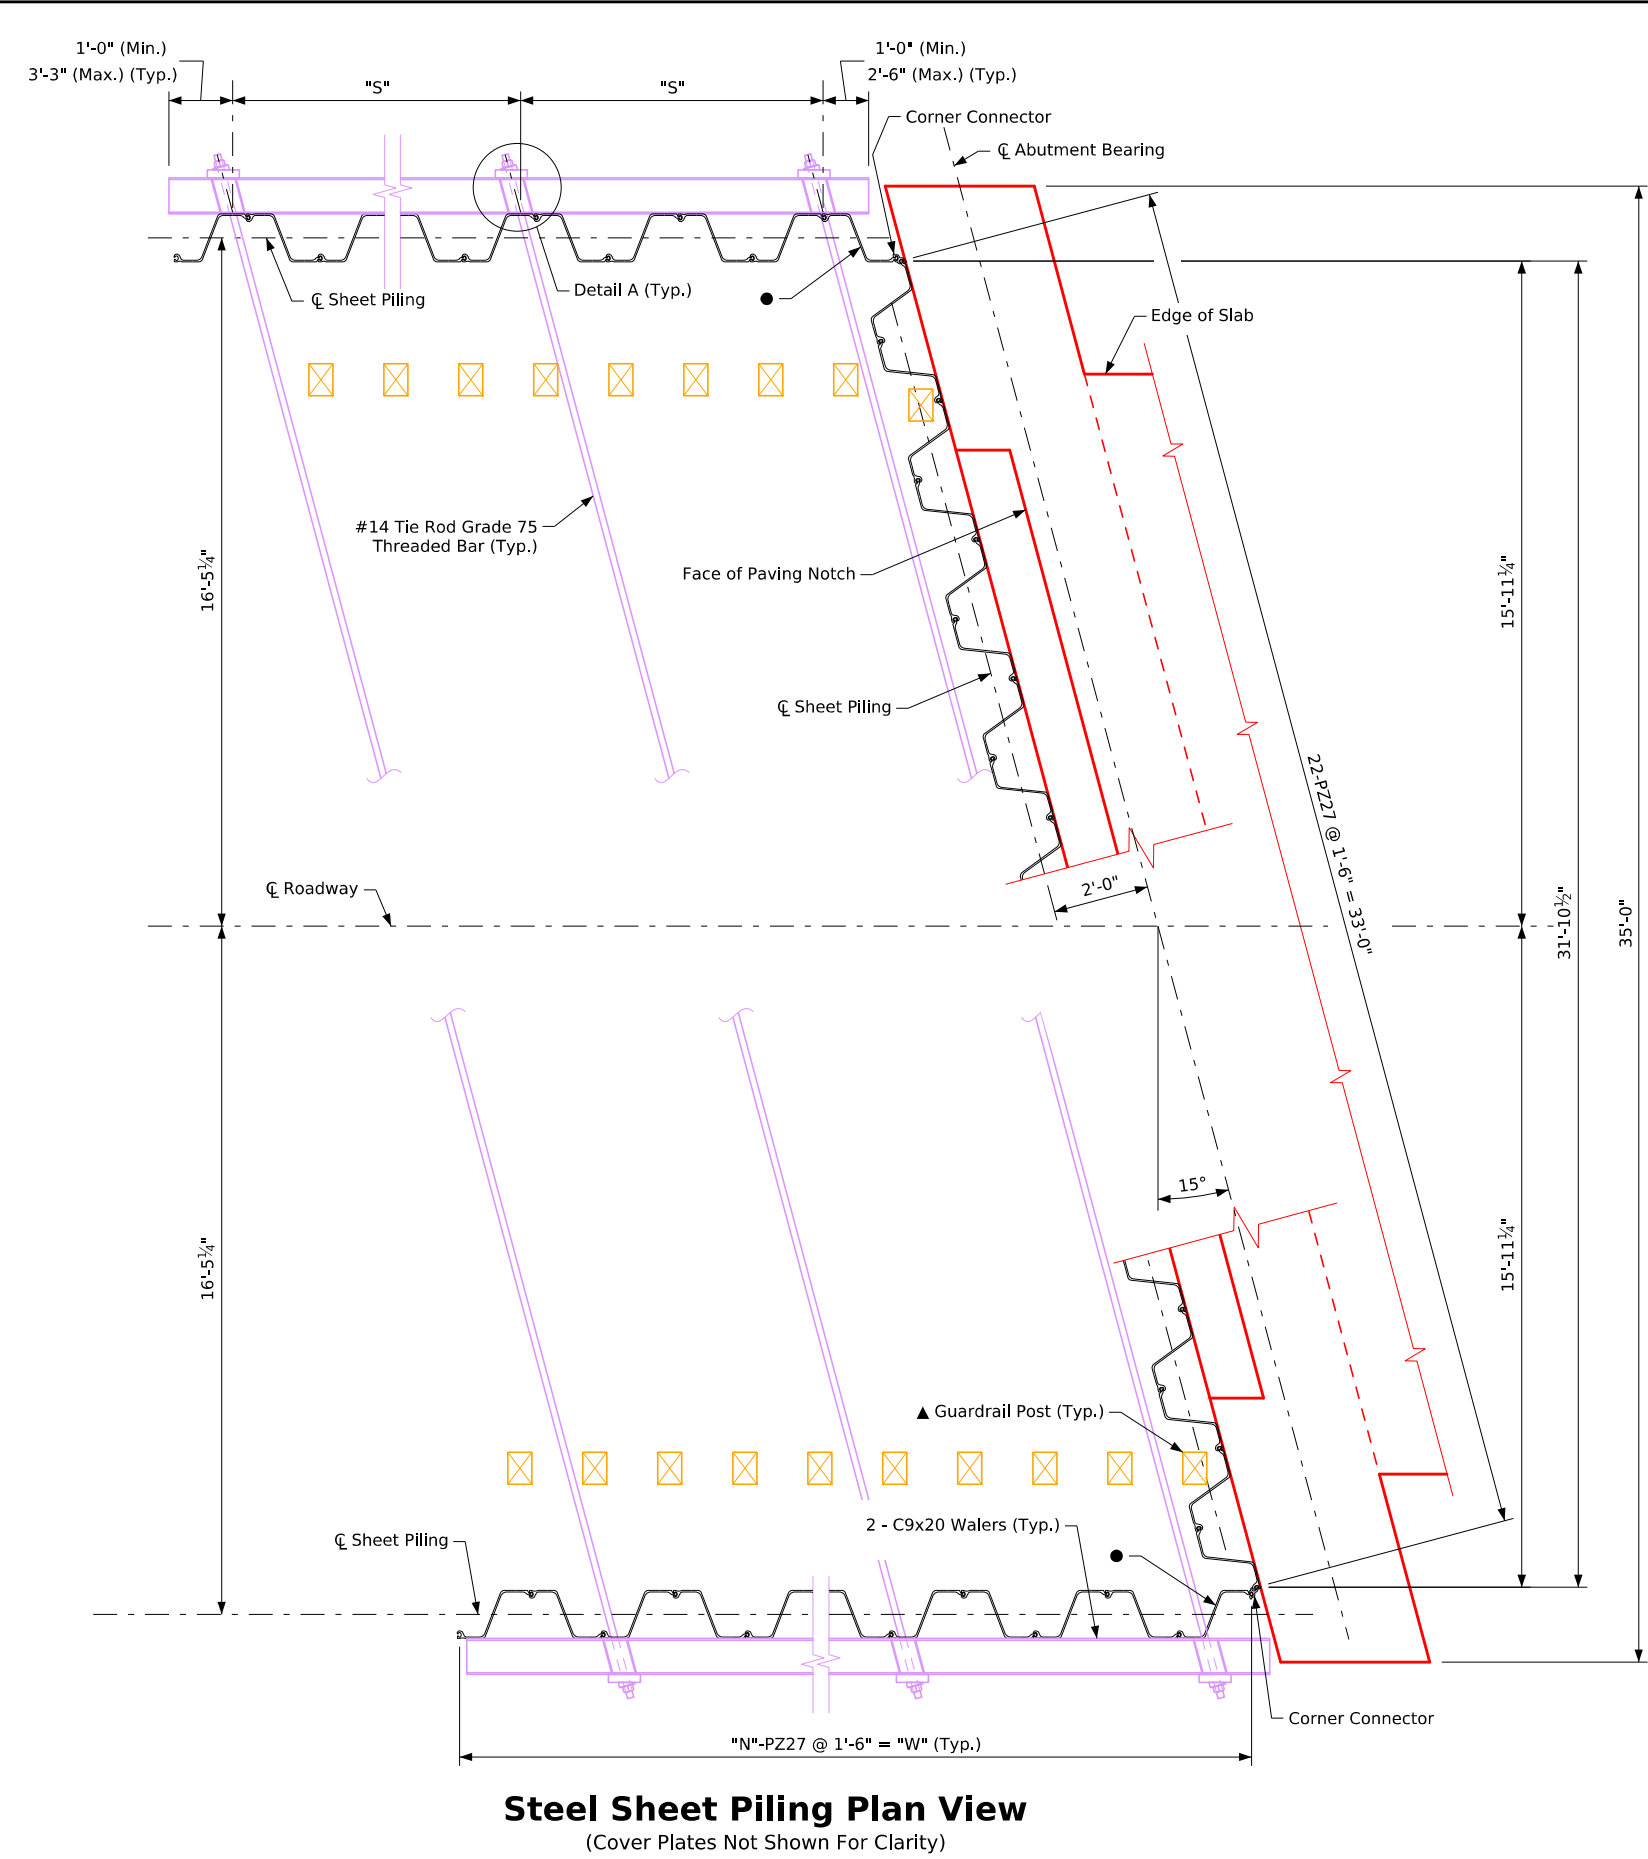 1'-0" (Min.)
3'-3" (Max.) (Typ.)
"S"
"S"
1'-0" (Min.)
2'-6" (Max.) (Typ.)
Corner Connector
℄ Abutment Bearing
℄ Sheet Piling
Detail A (Typ.)
●
Edge of Slab
#14 Tie Rod Grade 75
Threaded Bar (Typ.)
Face of Paving Notch
16'-5¼"
15'-11¼"
℄ Sheet Piling
22-PZ27 @ 1'-6" = 33'-0"
℄ Roadway
2'-0"
31'-10½"
35'-0"
15°
16'-5¼"
15'-11¼"
▲ Guardrail Post (Typ.)
2 - C9x20 Walers (Typ.)
℄ Sheet Piling
●
Corner Connector
"N"-PZ27 @ 1'-6" = "W" (Typ.)
Steel Sheet Piling Plan View
(Cover Plates Not Shown For Clarity)